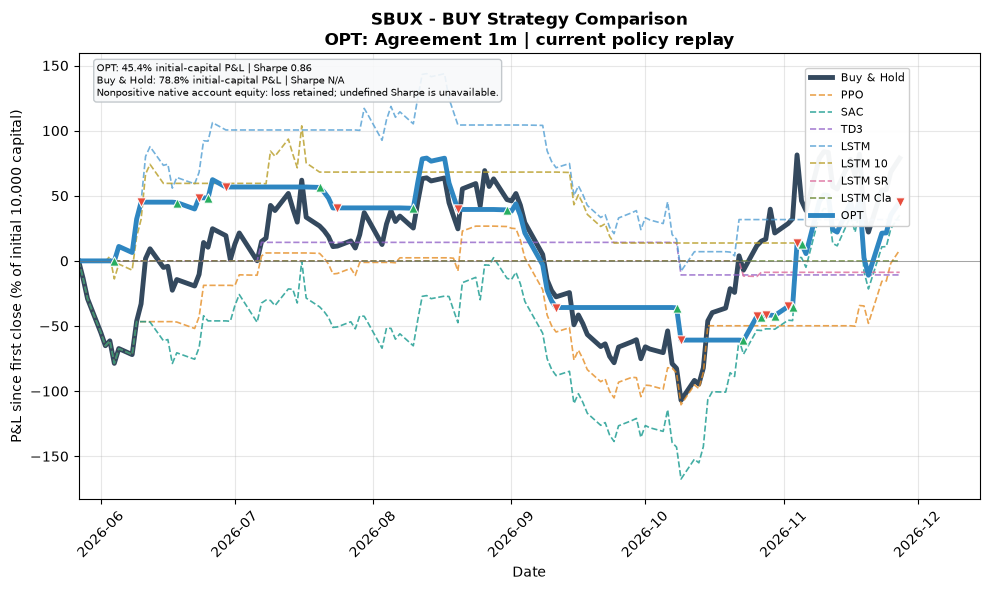 SBUX - BUY Strategy Comparison
OPT: Agreement 1m | current policy replay
OPT: 45.4% initial-capital P&L | Sharpe 0.86
Buy & Hold: 78.8% initial-capital P&L | Sharpe N/A
Nonpositive native account equity: loss retained; undefined Sharpe is unavailable.
Buy & Hold
PPO
SAC
TD3
LSTM
LSTM 10
LSTM SR
LSTM Cla
OPT
P&L since first close (% of initial 10,000 capital)
150
100
50
0
−50
−100
−150
2026-06
2026-07
2026-08
2026-09
2026-10
2026-11
2026-12
Date